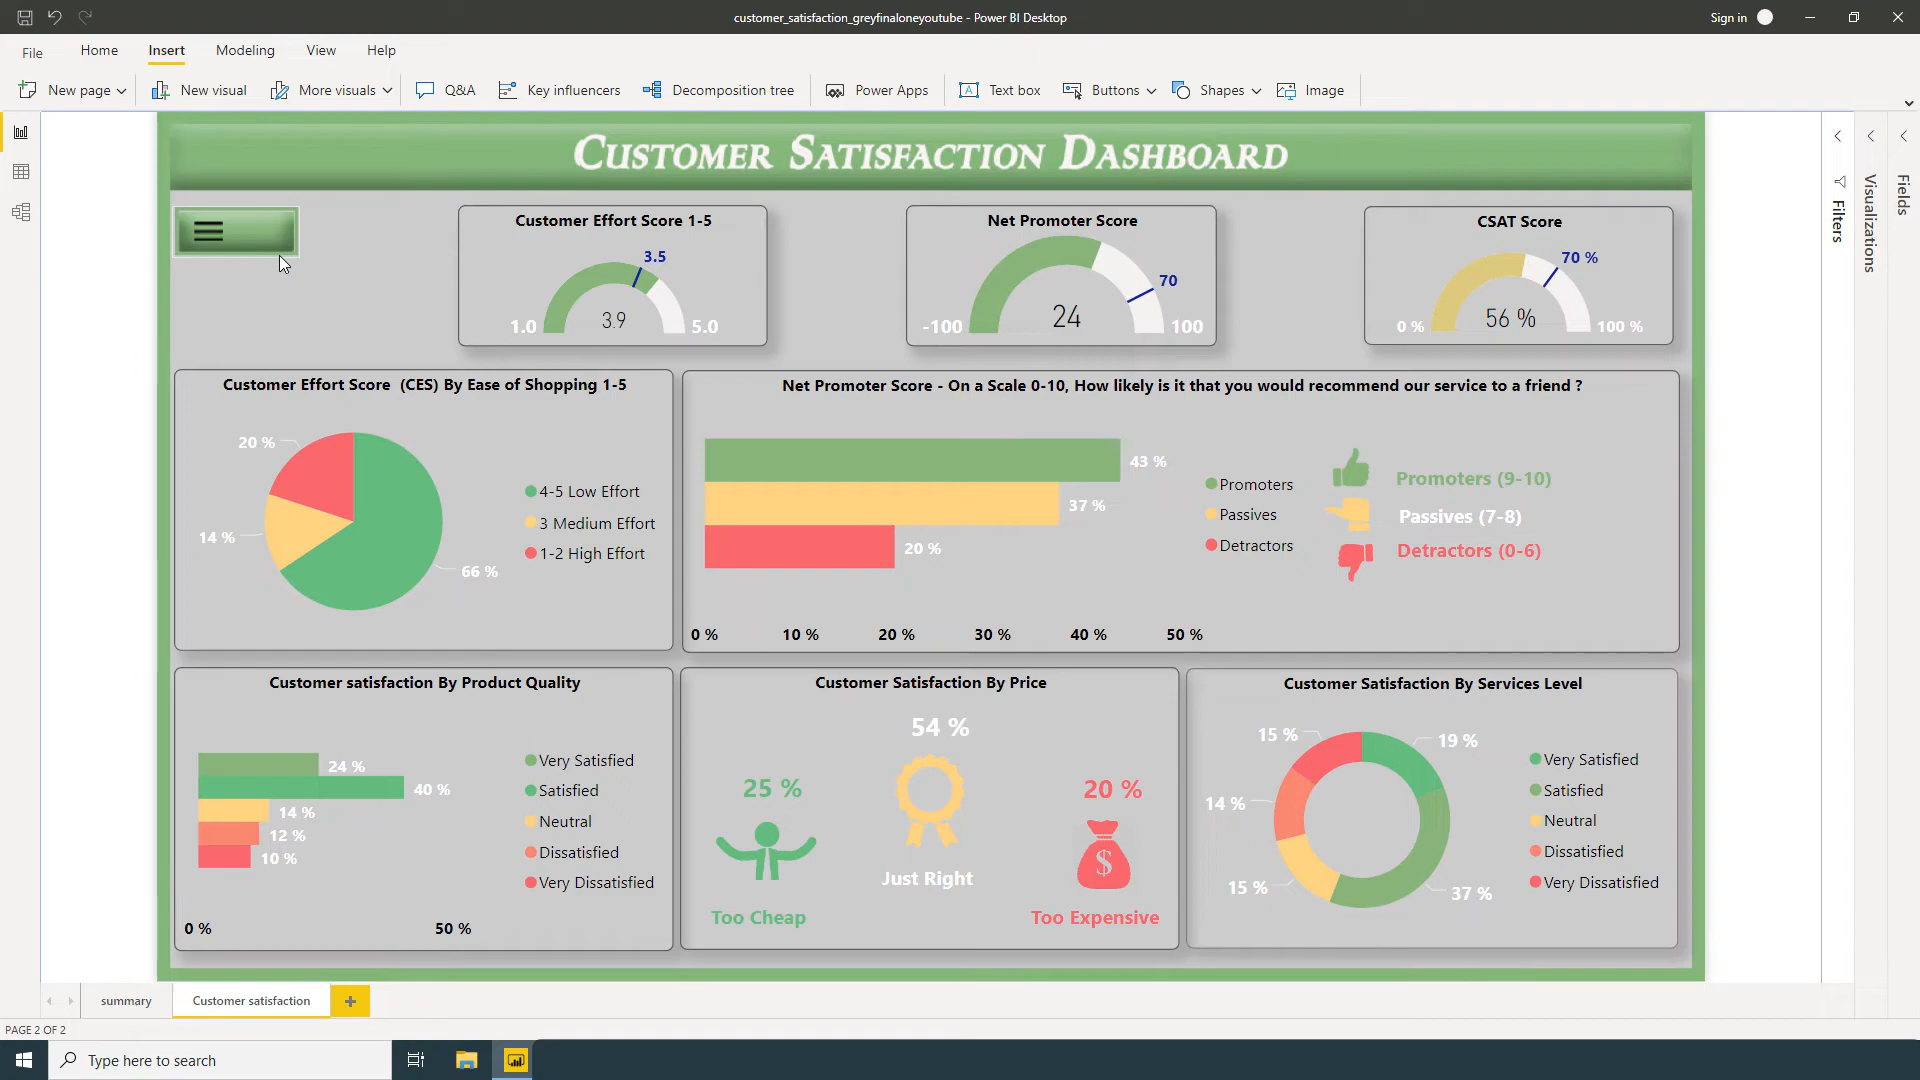 customer_satisfaction_greyfinaloneyoutube - Power BI Desktop
Sign in
File Home Insert Modeling View Help
New page New visual More visuals Q&A Key influencers Decomposition tree Power Apps Text box Buttons Shapes Image
CUSTOMER SATISFACTION DASHBOARD
Customer Effort Score 1-5
3.5
3.9
1.0
5.0
Net Promoter Score
70
24
-100
100
CSAT Score
70 %
56 %
0 %
100 %
Filters
Visualizations
Fields
Customer Effort Score (CES) By Ease of Shopping 1-5
20 %
14 %
66 %
4-5 Low Effort
3 Medium Effort
1-2 High Effort
Net Promoter Score - On a Scale 0-10, How likely is it that you would recommend our service to a friend ?
43 %
37 %
20 %
0 % 10 % 20 % 30 % 40 % 50 %
Promoters
Passives
Detractors
Promoters (9-10)
Passives (7-8)
Detractors (0-6)
Customer satisfaction By Product Quality
24 %
40 %
14 %
12 %
10 %
0 % 50 %
Very Satisfied
Satisfied
Neutral
Dissatisfied
Very Dissatisfied
Customer Satisfaction By Price
54 %
25 %
20 %
$
Just Right
Too Cheap
Too Expensive
Customer Satisfaction By Services Level
15 %
19 %
14 %
15 %
37 %
Very Satisfied
Satisfied
Neutral
Dissatisfied
Very Dissatisfied
summary
Customer satisfaction
PAGE 2 OF 2
Type here to search